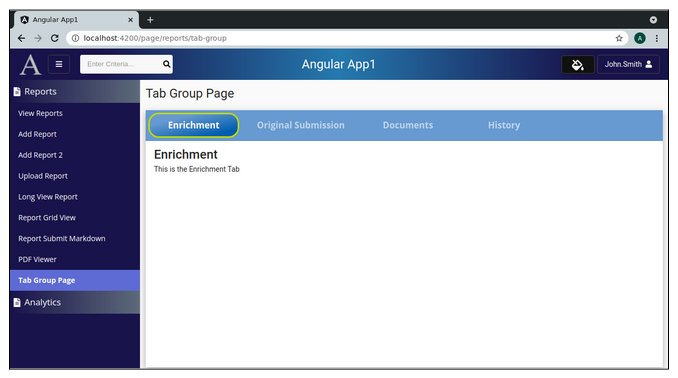 Angular App1
localhost:4200/page/reports/tab-group
A
A
Enter Criteria...
Angular App1
John.Smith
Reports
View Reports
Add Report
Add Report 2
Upload Report
Long View Report
Report Grid View
Report Submit Markdown
PDF Viewer
Tab Group Page
Analytics
Tab Group Page
Enrichment Original Submission Documents History
Enrichment
This is the Enrichment Tab